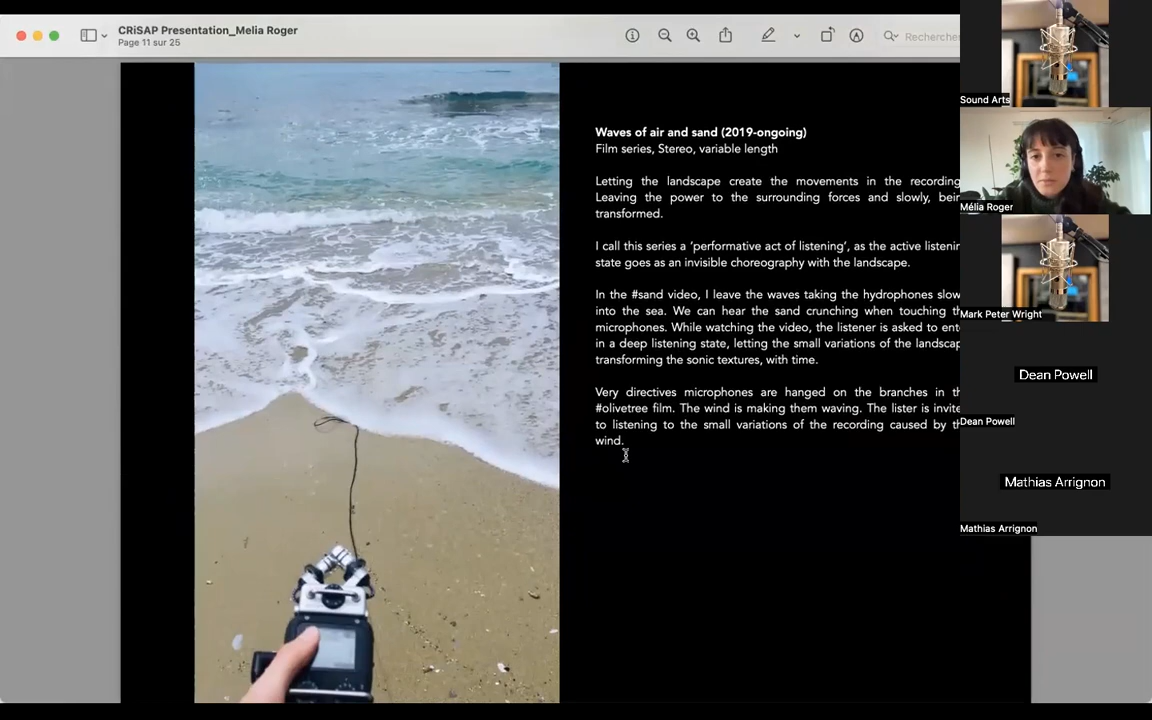 CRiSAP Presentation_Melia Roger
Page 11 sur 25
Rechercher
Waves of air and sand (2019-ongoing)
Film series, Stereo, variable length
Letting the landscape create the movements in the recording
Leaving the power to the surrounding forces and slowly, bein
transformed.
I call this series a ‘performative act of listening’, as the active listenin
state goes as an invisible choreography with the landscape.
In the #sand video, I leave the waves taking the hydrophones slow
into the sea. We can hear the sand crunching when touching th
microphones. While watching the video, the listener is asked to ent
in a deep listening state, letting the small variations of the landscap
transforming the sonic textures, with time.
Very directives microphones are hanged on the branches in th
#olivetree film. The wind is making them waving. The lister is invite
to listening to the small variations of the recording caused by th
wind.
Sound Arts
Mélia Roger
Mark Peter Wright
Dean Powell
Dean Powell
Mathias Arrignon
Mathias Arrignon